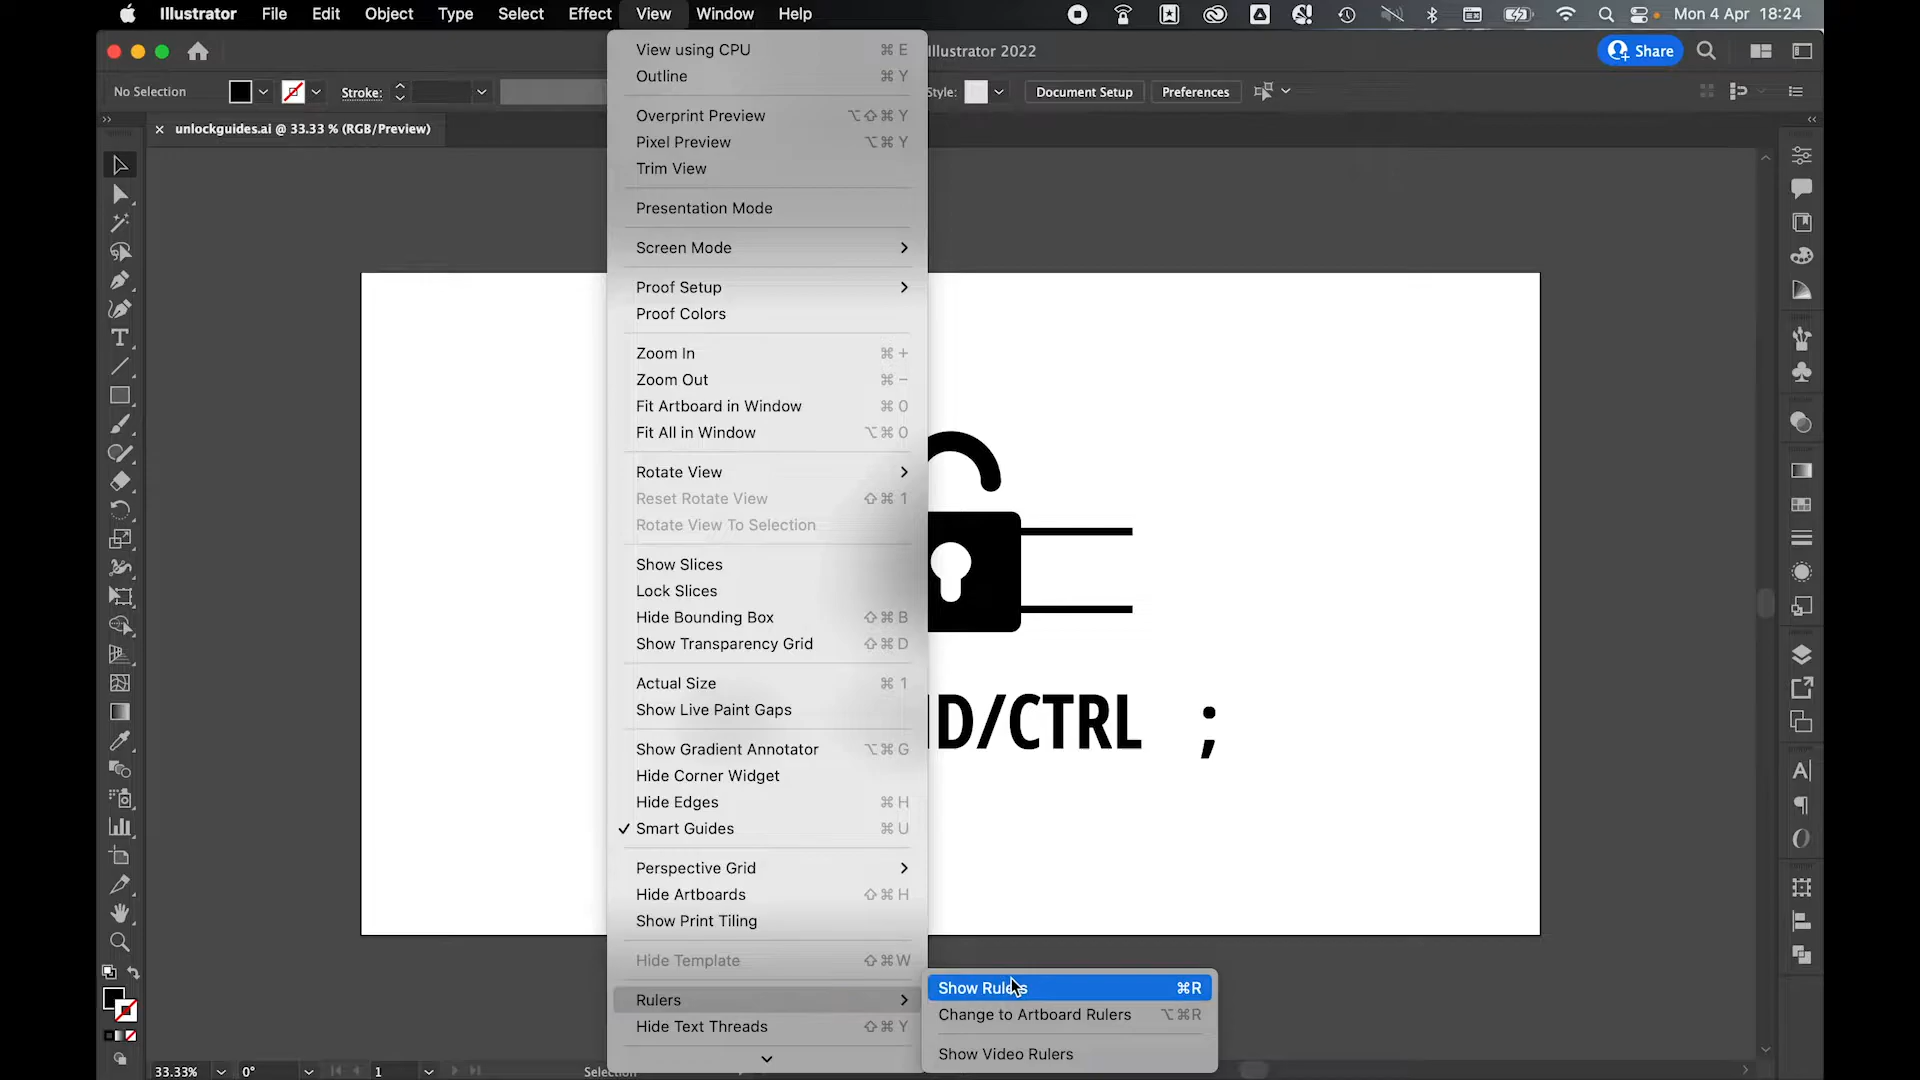 Illustrator File Edit Object Type Select Effect View Window Help Mon 4 Apr 18:24
Illustrator 2022
Share
No Selection
Stroke:
Style:
Document Setup
Preferences
unlockguides.ai @ 33.33 % (RGB/Preview)
View using CPU ⌘ E
Outline ⌘ Y
Overprint Preview ⌥⇧⌘ Y
Pixel Preview ⌥⌘ Y
Trim View
Presentation Mode
Screen Mode
Proof Setup
Proof Colors
Zoom In ⌘ +
Zoom Out ⌘ −
Fit Artboard in Window ⌘ 0
Fit All in Window ⌥⌘ 0
Rotate View
Reset Rotate View ⇧⌘ 1
Rotate View To Selection
Show Slices
Lock Slices
Hide Bounding Box ⇧⌘ B
Show Transparency Grid ⇧⌘ D
Actual Size ⌘ 1
Show Live Paint Gaps
Show Gradient Annotator ⌥⌘ G
Hide Corner Widget
Hide Edges ⌘ H
✓ Smart Guides ⌘ U
Perspective Grid
Hide Artboards ⇧⌘ H
Show Print Tiling
Hide Template ⇧⌘ W
Rulers
Hide Text Threads ⇧⌘ Y
Show Rulers ⌘R
Change to Artboard Rulers ⌥⌘R
Show Video Rulers
D/CTRL ;
33.33% 0° 1 Selection